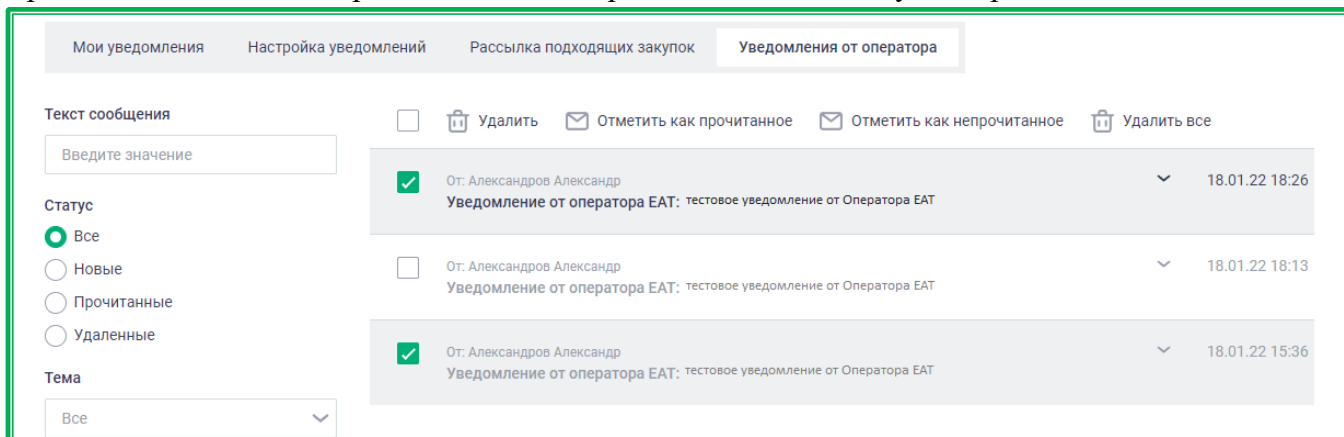 Мои уведомления Настройка уведомлений Рассылка подходящих закупок Уведомления от оператора
Текст сообщения
Введите значение
Статус
Все
Новые
Прочитанные
Удаленные
Тема
Все
Удалить Отметить как прочитанное Отметить как непрочитанное Удалить все
От: Александров Александр 18.01.22 18:26
Уведомление от оператора ЕАТ: тестовое уведомление от Оператора ЕАТ
От: Александров Александр 18.01.22 18:13
Уведомление от оператора ЕАТ: тестовое уведомление от Оператора ЕАТ
От: Александров Александр 18.01.22 15:36
Уведомление от оператора ЕАТ: тестовое уведомление от Оператора ЕАТ